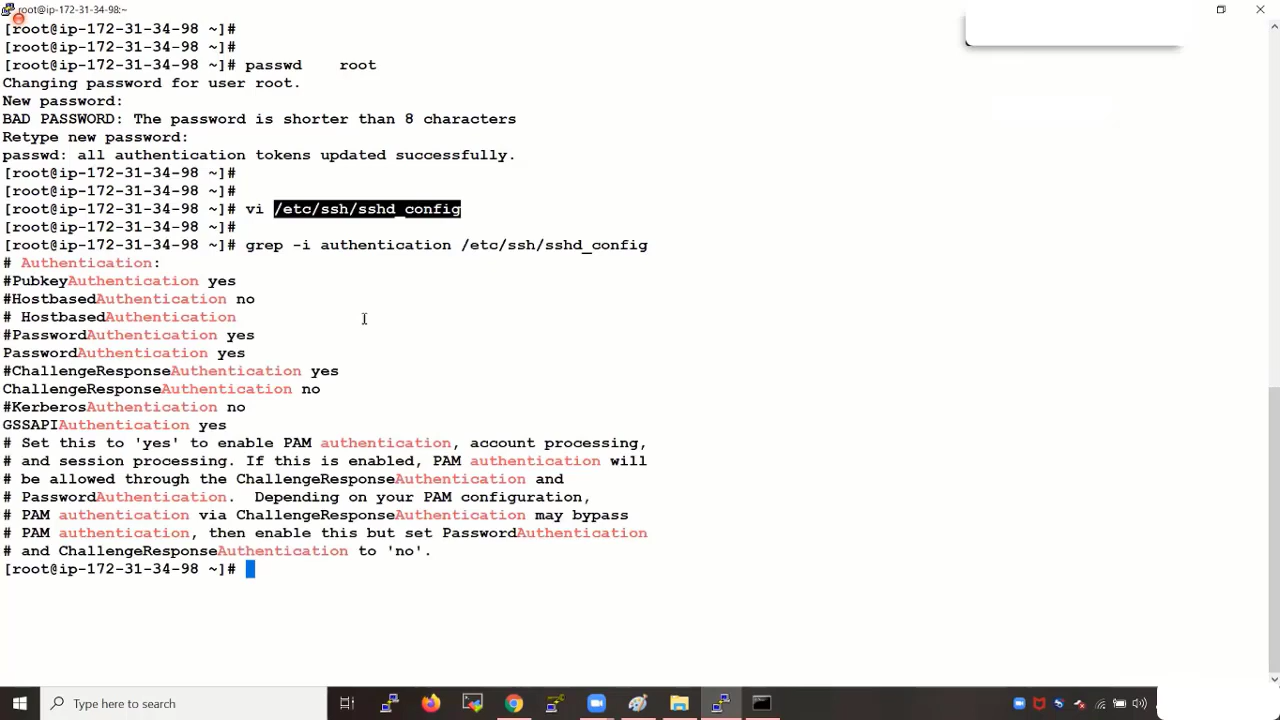 root@ip-172-31-34-98:~
[root@ip-172-31-34-98 ~]#
[root@ip-172-31-34-98 ~]#
[root@ip-172-31-34-98 ~]# passwd    root
Changing password for user root.
New password:
BAD PASSWORD: The password is shorter than 8 characters
Retype new password:
passwd: all authentication tokens updated successfully.
[root@ip-172-31-34-98 ~]#
[root@ip-172-31-34-98 ~]#
[root@ip-172-31-34-98 ~]# vi /etc/ssh/sshd_config
[root@ip-172-31-34-98 ~]#
[root@ip-172-31-34-98 ~]# grep -i authentication /etc/ssh/sshd_config
# Authentication:
#PubkeyAuthentication yes
#HostbasedAuthentication no
# HostbasedAuthentication
#PasswordAuthentication yes
PasswordAuthentication yes
#ChallengeResponseAuthentication yes
ChallengeResponseAuthentication no
#KerberosAuthentication no
GSSAPIAuthentication yes
# Set this to 'yes' to enable PAM authentication, account processing,
# and session processing. If this is enabled, PAM authentication will
# be allowed through the ChallengeResponseAuthentication and
# PasswordAuthentication.  Depending on your PAM configuration,
# PAM authentication via ChallengeResponseAuthentication may bypass
# PAM authentication, then enable this but set PasswordAuthentication
# and ChallengeResponseAuthentication to 'no'.
[root@ip-172-31-34-98 ~]#
Type here to search